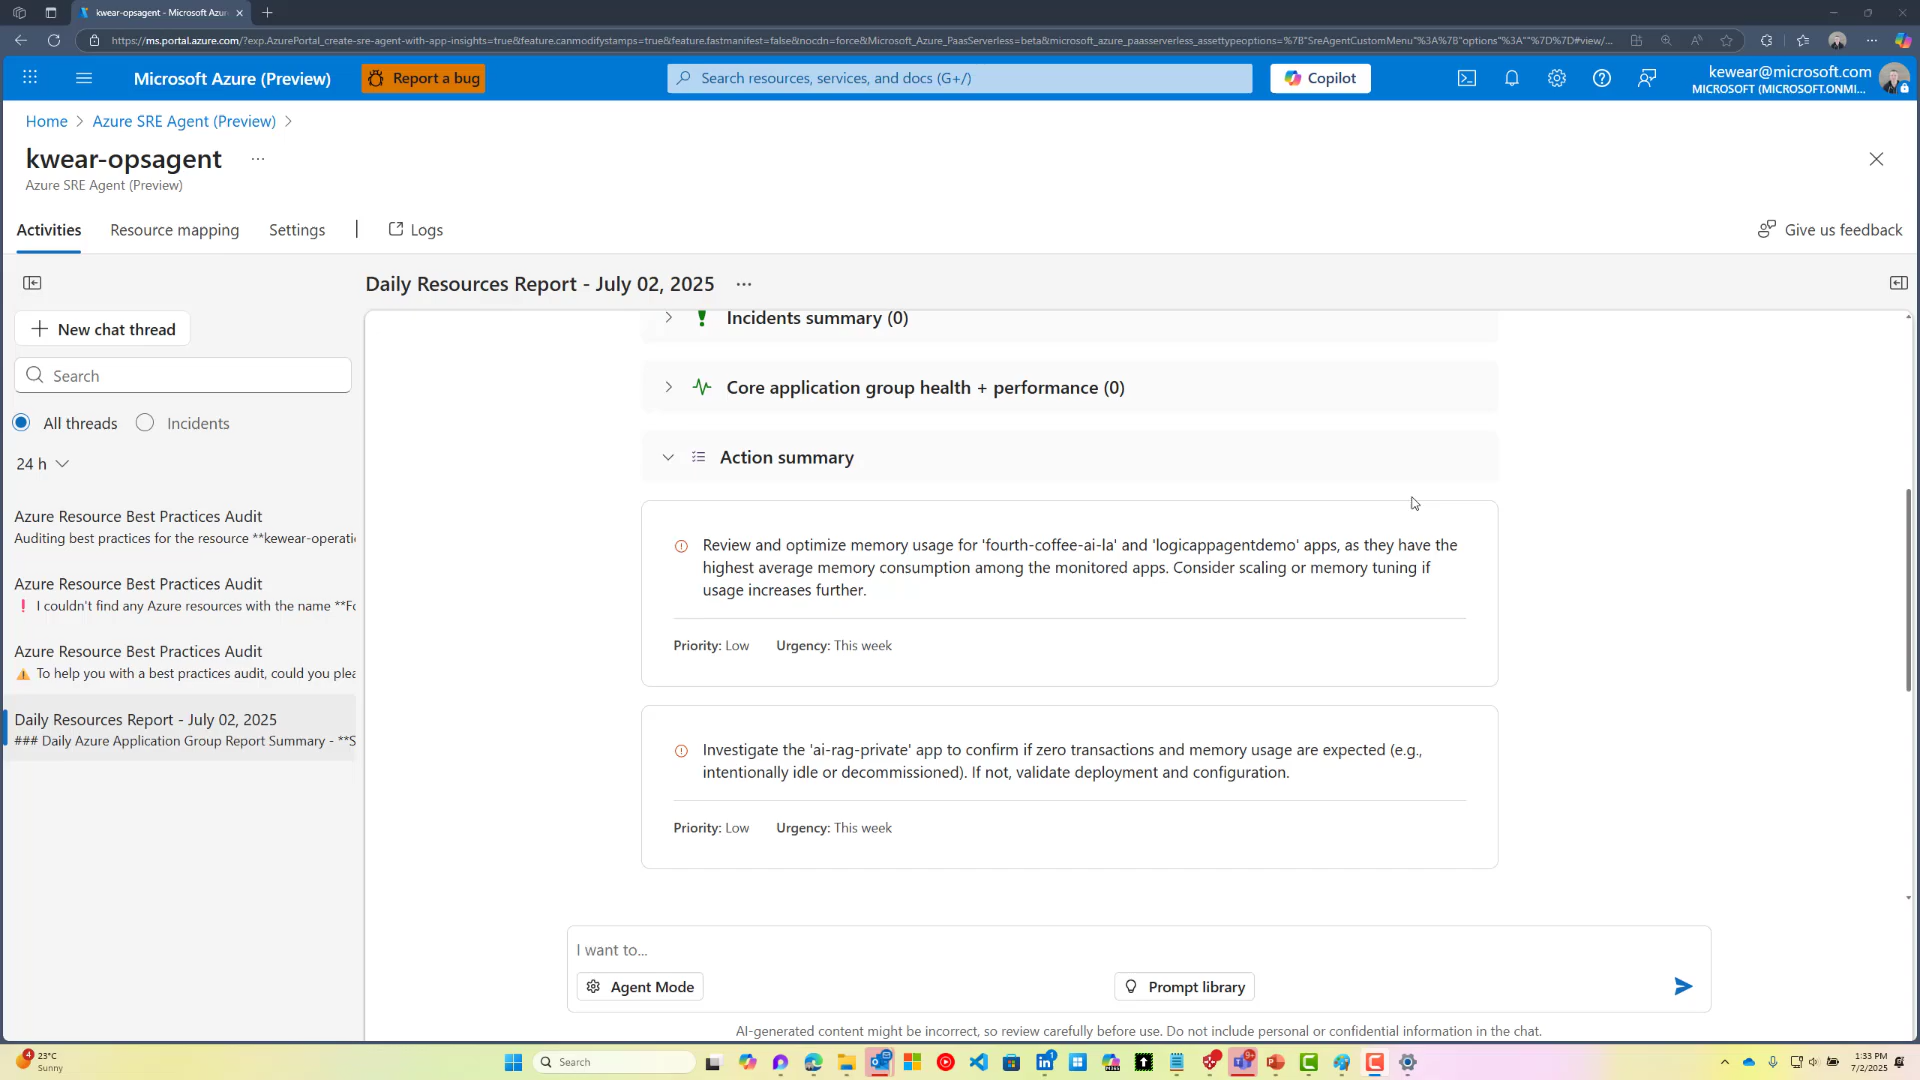 kwear-opsagent - Microsoft Azur
https://ms.portal.azure.com/?exp.AzurePortal_create-sre-agent-with-app-insights=true&feature.canmodifystamps=true&feature.fastmanifest=false&nocdn=force&Microsoft_Azure_PaasServerless=beta&microsoft_azure_paasserverless_assettypeoptions=%7B"SreAgentCustomMenu"%3A%7B"options"%3A""%7D%7D#view/...
Microsoft Azure (Preview)
Report a bug
Search resources, services, and docs (G+/)
Copilot
kewear@microsoft.com
MICROSOFT (MICROSOFT.ONMI...
Home > Azure SRE Agent (Preview) >
kwear-opsagent ...
Azure SRE Agent (Preview)
Activities Resource mapping Settings | Logs
Give us feedback
Daily Resources Report - July 02, 2025 ...
New chat thread
Search
All threads Incidents
24 h
Azure Resource Best Practices Audit
Auditing best practices for the resource **kewear-operati
Azure Resource Best Practices Audit
❗ I couldn't find any Azure resources with the name **Fo
Azure Resource Best Practices Audit
⚠️ To help you with a best practices audit, could you plea
Daily Resources Report - July 02, 2025
### Daily Azure Application Group Report Summary - **S
Incidents summary (0)
Core application group health + performance (0)
Action summary
Review and optimize memory usage for 'fourth-coffee-ai-la' and 'logicappagentdemo' apps, as they have the
highest average memory consumption among the monitored apps. Consider scaling or memory tuning if
usage increases further.
Priority: Low Urgency: This week
Investigate the 'ai-rag-private' app to confirm if zero transactions and memory usage are expected (e.g.,
intentionally idle or decommissioned). If not, validate deployment and configuration.
Priority: Low Urgency: This week
I want to...
Agent Mode
Prompt library
AI-generated content might be incorrect, so review carefully before use. Do not include personal or confidential information in the chat.
4
23°C
Sunny
Search
1
9+
1:33 PM
7/2/2025